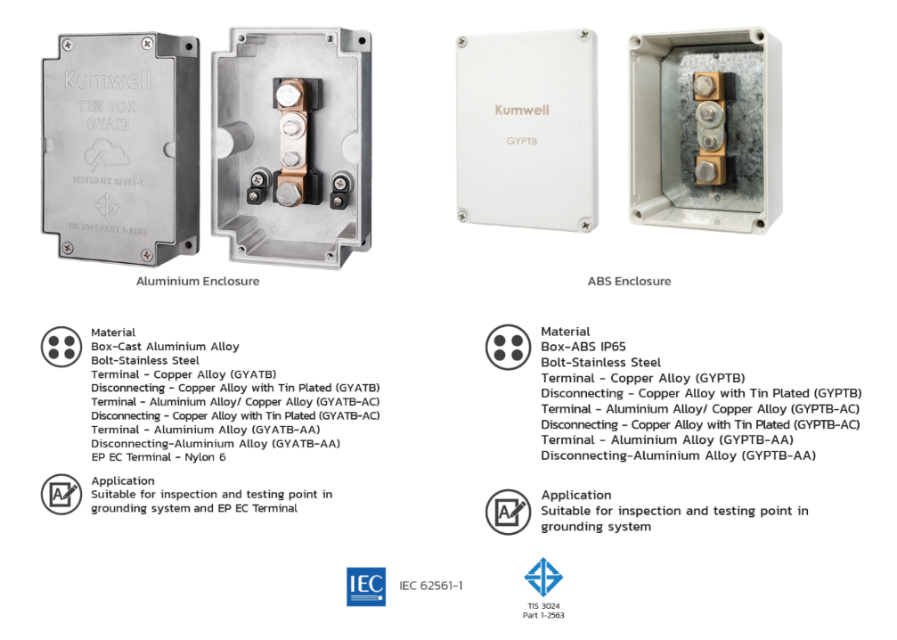 Kumwell
TEST BOX
GYATB
TESTED IEC 62561-1
Kumwell
GYPTB
Aluminium Enclosure
ABS Enclosure
Material
Box-Cast Aluminium Alloy
Bolt-Stainless Steel
Terminal - Copper Alloy (GYATB)
Disconnecting - Copper Alloy with Tin Plated (GYATB)
Terminal - Aluminium Alloy/ Copper Alloy (GYATB-AC)
Disconnecting - Copper Alloy with Tin Plated (GYATB-AC)
Terminal - Aluminium Alloy (GYATB-AA)
Disconnecting-Aluminium Alloy (GYATB-AA)
EP EC Terminal - Nylon 6
Application
Suitable for inspection and testing point in
grounding system and EP EC Terminal
Material
Box-ABS IP65
Bolt-Stainless Steel
Terminal - Copper Alloy (GYPTB)
Disconnecting - Copper Alloy with Tin Plated (GYPTB)
Terminal - Aluminium Alloy/ Copper Alloy (GYPTB-AC)
Disconnecting - Copper Alloy with Tin Plated (GYPTB-AC)
Terminal - Aluminium Alloy (GYPTB-AA)
Disconnecting-Aluminium Alloy (GYPTB-AA)
Application
Suitable for inspection and testing point in
grounding system
IEC
IEC 62561-1
TIS 3024
Part 1-2563